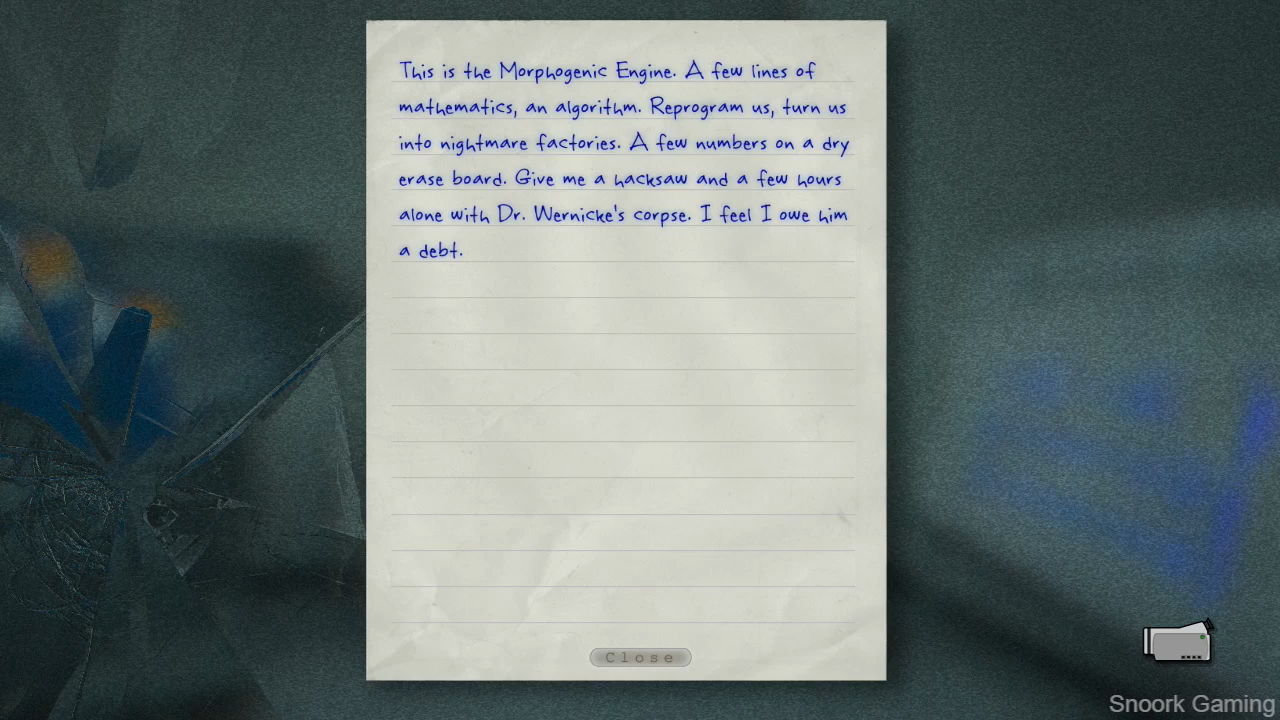 This is the Morphogenic Engine. A few lines of
mathematics, an algorithm. Reprogram us, turn us
into nightmare factories. A few numbers on a dry
erase board. Give me a hacksaw and a few hours
alone with Dr. Wernicke's corpse. I feel I owe him
a debt.
Close
Snoork Gaming